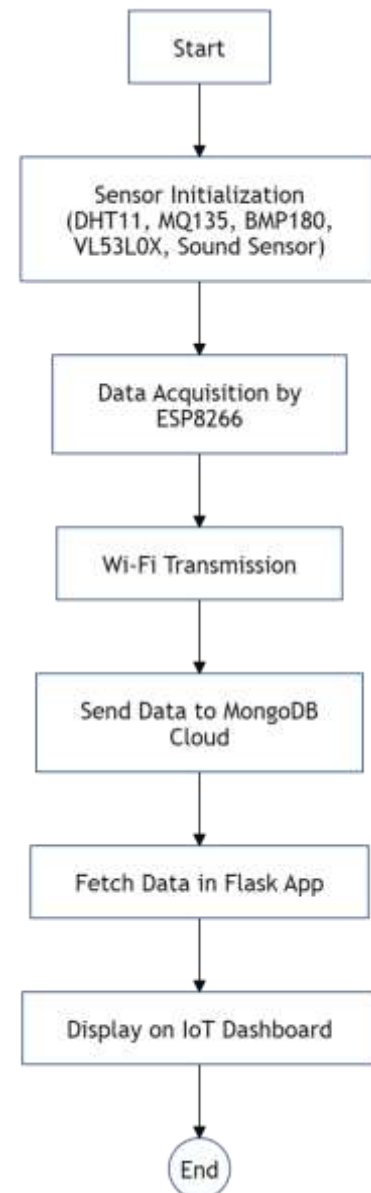 Start
Sensor Initialization
(DHT11, MQ135, BMP180,
VL53L0X, Sound Sensor)
Data Acquisition by
ESP8266
Wi-Fi Transmission
Send Data to MongoDB
Cloud
Fetch Data in Flask App
Display on IoT Dashboard
End